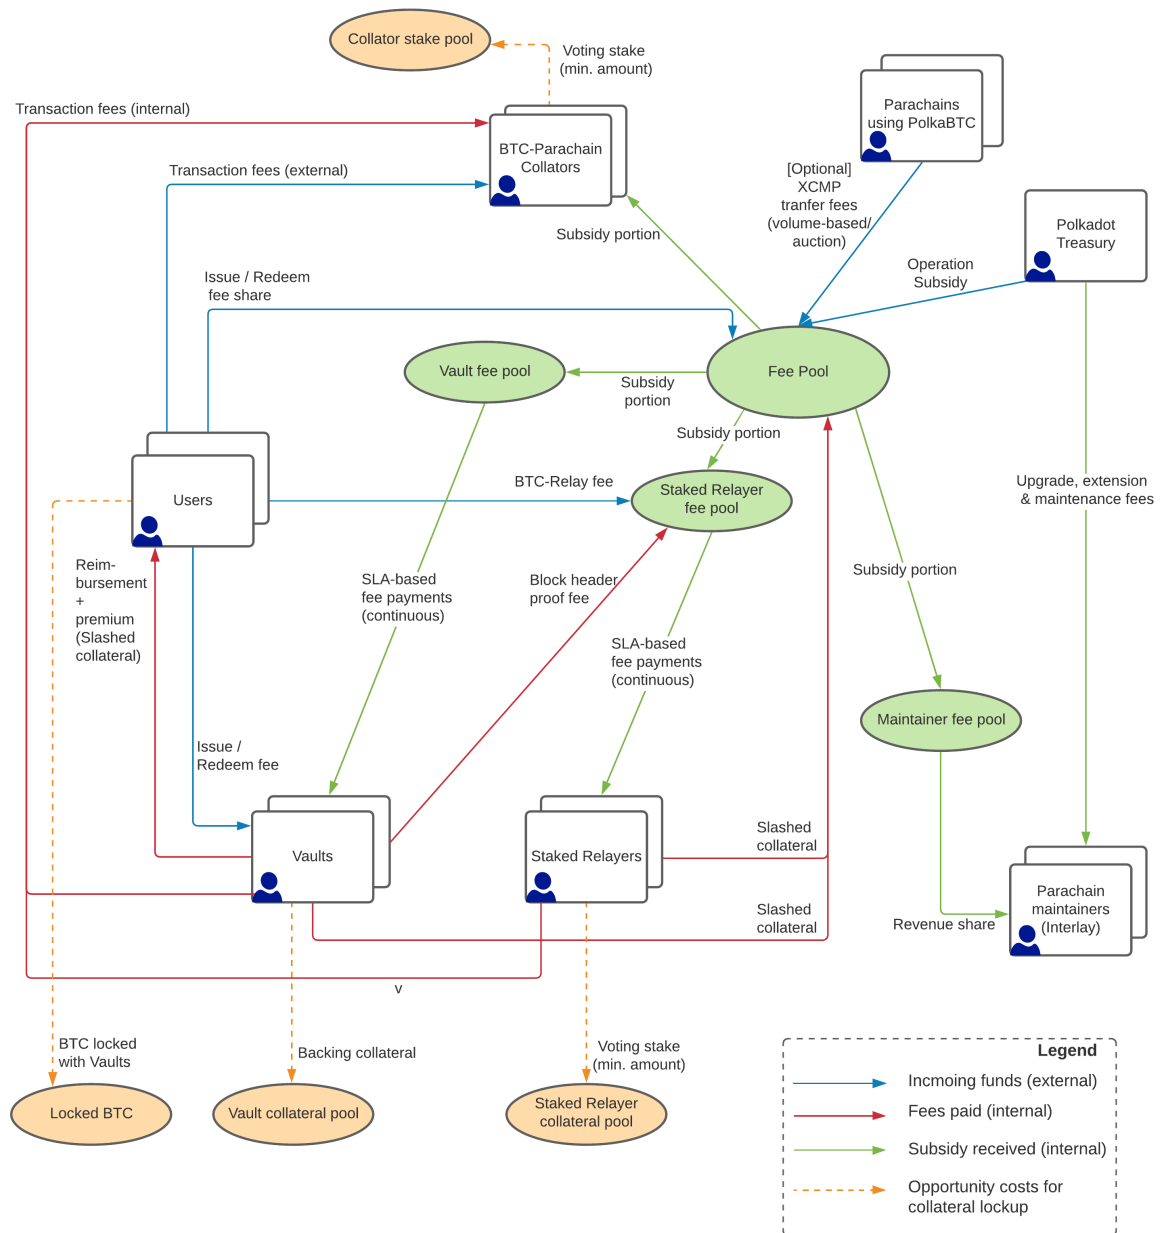 Collator stake pool
Voting stake
(min. amount)
Transaction fees (internal)
BTC-Parachain
Collators
Parachains
using PolkaBTC
Transaction fees (external)
[Optional]
XCMP
tranfer fees
(volume-based/
auction)
Polkadot
Treasury
Subsidy portion
Operation
Subsidy
Issue / Redeem
fee share
Vault fee pool
Subsidy
portion
Fee Pool
Subsidy portion
Users
BTC-Relay fee
Staked Relayer
fee pool
Upgrade, extension
& maintenance fees
Reim-
bursement
+
premium
(Slashed
collateral)
SLA-based
fee payments
(continuous)
Block header
proof fee
Subsidy portion
SLA-based
fee payments
(continuous)
Maintainer fee pool
Issue /
Redeem fee
Vaults
Staked Relayers
Slashed
collateral
Slashed
collateral
Parachain
maintainers
(Interlay)
Revenue share
v
BTC locked
with Vaults
Backing collateral
Voting stake
(min. amount)
Locked BTC
Vault collateral pool
Staked Relayer
collateral pool
Legend
Incmoing funds (external)
Fees paid (internal)
Subsidy received (internal)
Opportunity costs for
collateral lockup